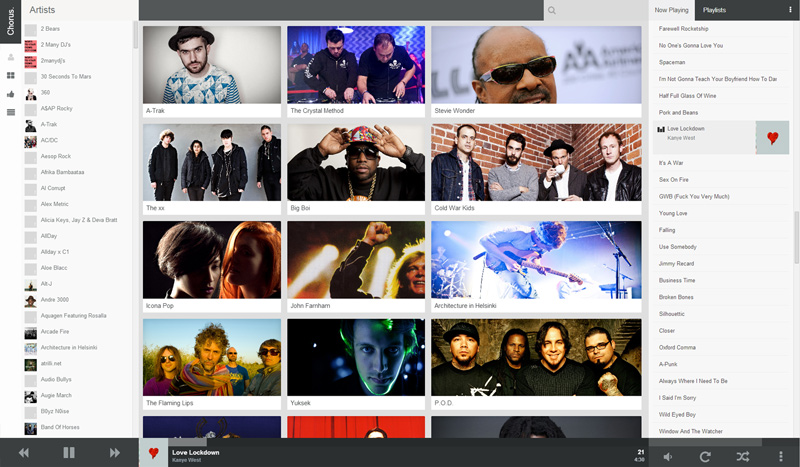 Chorus.
Artists
2 Bears
2 Many DJ's
2manydj's
30 Seconds To Mars
360
A$AP Rocky
A-Trak
AC/DC
Aesop Rock
Afrika Bambaataa
Al Corrupt
Alex Metric
Alicia Keys, Jay Z & Deva Bratt
AllDay
Allday x C1
Aloe Blacc
Alt-J
Andre 3000
Aquagen Featuring Rosalla
Arcade Fire
Architecture in Helsinki
atrilli.net
Audio Bullys
Augie March
B9yz N0ise
Band Of Horses
A-Trak
The Crystal Method
Stevie Wonder
The xx
Big Boi
Cold War Kids
Icona Pop
John Farnham
Architecture in Helsinki
The Flaming Lips
Yuksek
P.O.D.
Now Playing
Playlists
Farewell Rocketship
No One's Gonna Love You
Spaceman
I'm Not Gonna Teach Your Boyfriend How To Dan
Half Full Glass Of Wine
Pork and Beans
Love Lockdown
Kanye West
It's A War
Sex On Fire
GWB (Fuck You Very Much)
Young Love
Falling
Use Somebody
Jimmy Recard
Business Time
Broken Bones
Silhouettic
Closer
Oxford Comma
A-Punk
Always Where I Need To Be
I Said I'm Sorry
Wild Eyed Boy
Window And The Watcher
Love Lockdown
Kanye West
21
4:30